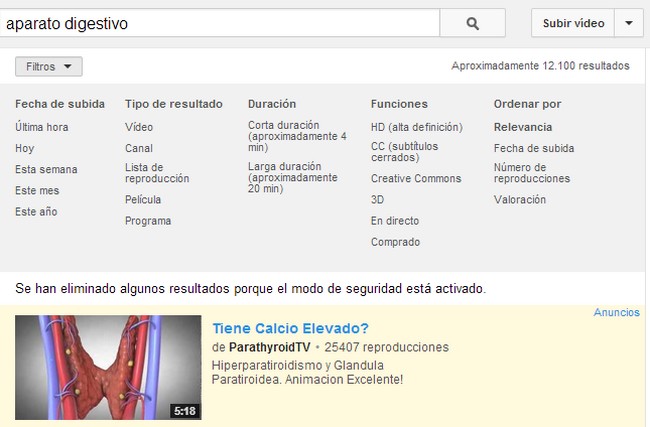 aparato digestivo
Subir vídeo
Filtros
Aproximadamente 12.100 resultados
Fecha de subida
Última hora
Hoy
Esta semana
Este mes
Este año
Tipo de resultado
Vídeo
Canal
Lista de
reproducción
Película
Programa
Duración
Corta duración
(aproximadamente 4
min)
Larga duración
(aproximadamente
20 min)
Funciones
HD (alta definición)
CC (subtítulos
cerrados)
Creative Commons
3D
En directo
Comprado
Ordenar por
Relevancia
Fecha de subida
Número de
reproducciones
Valoración
Se han eliminado algunos resultados porque el modo de seguridad está activado.
Anuncios
Tiene Calcio Elevado?
de ParathyroidTV • 25407 reproducciones
Hiperparatiroidismo y Glandula
Paratiroidea. Animacion Excelente!
5:18